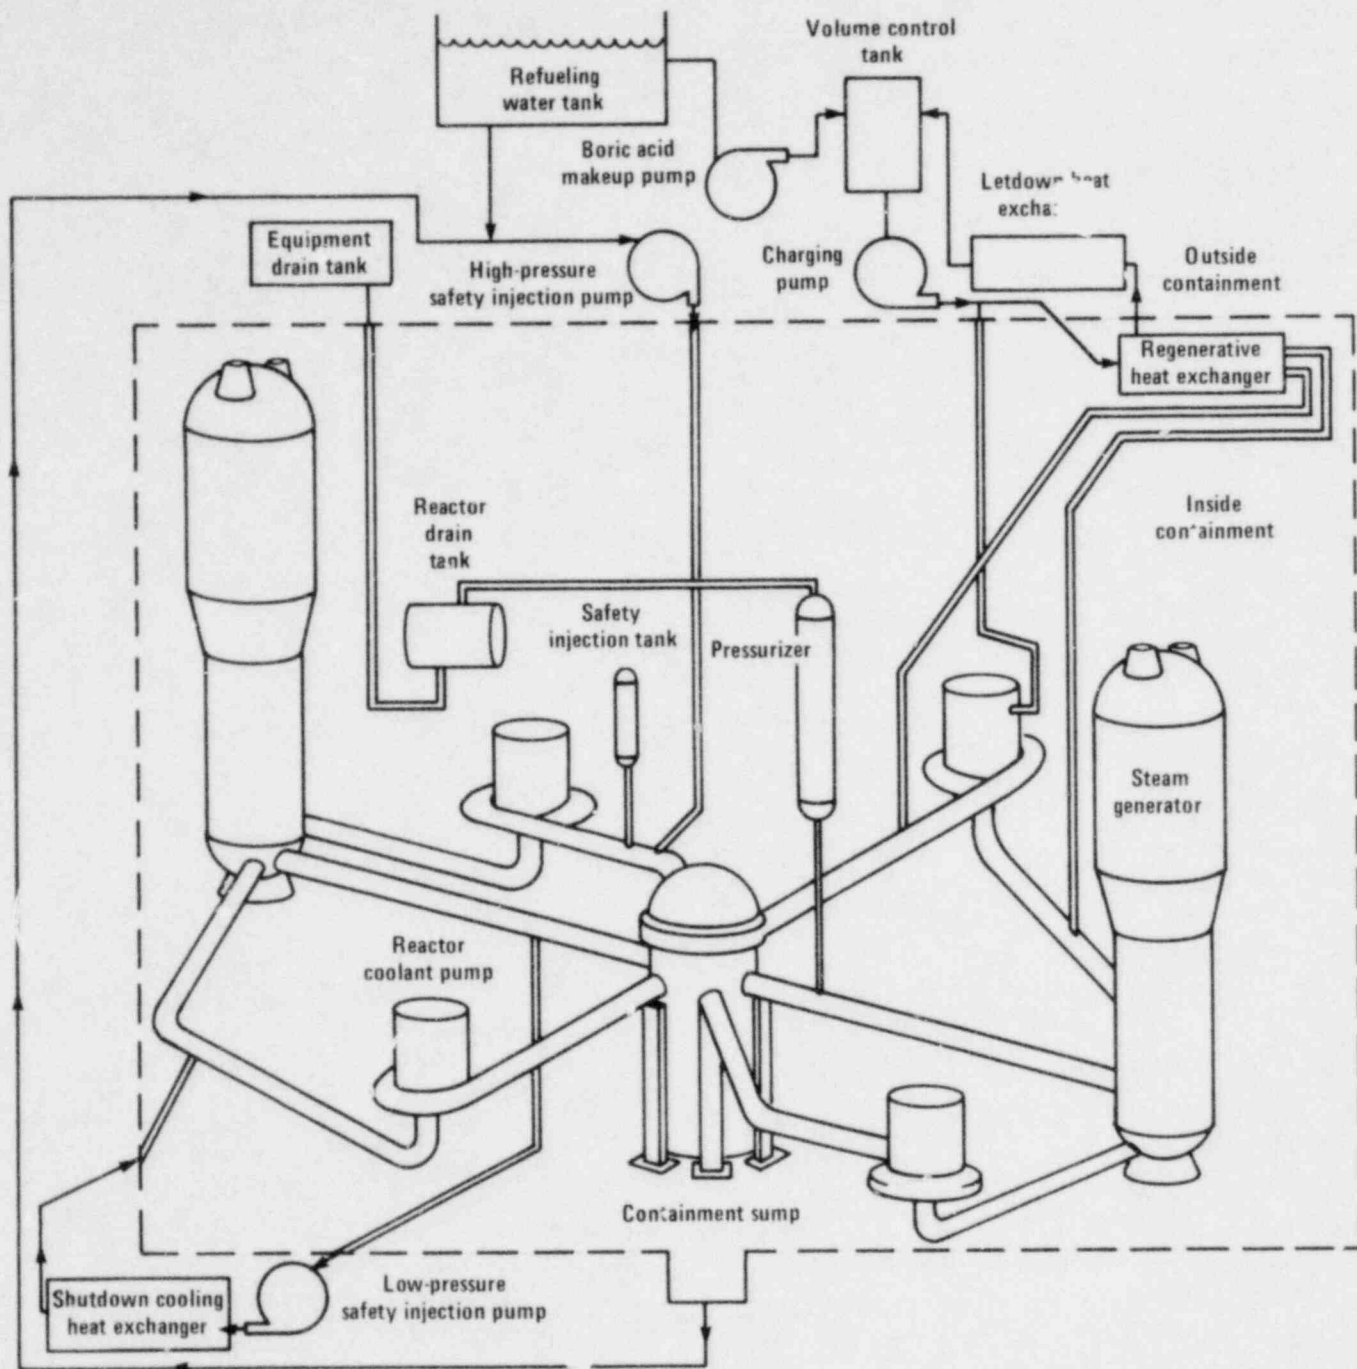 Volume control
tank
Refueling
water tank
Boric acid
makeup pump
Letdown
Equipment
drain tank
High-pressure
safety injection pump
Charging
pump
Outside
containment
Regenerative
heat exchanger
Reactor
drain
tank
Inside
Safety
injection tank
Pressurizer
Steam
generator
Reactor
coolant pump
sump
Shutdown cooling
heat exchanger
Low-pressure
safety injection pump